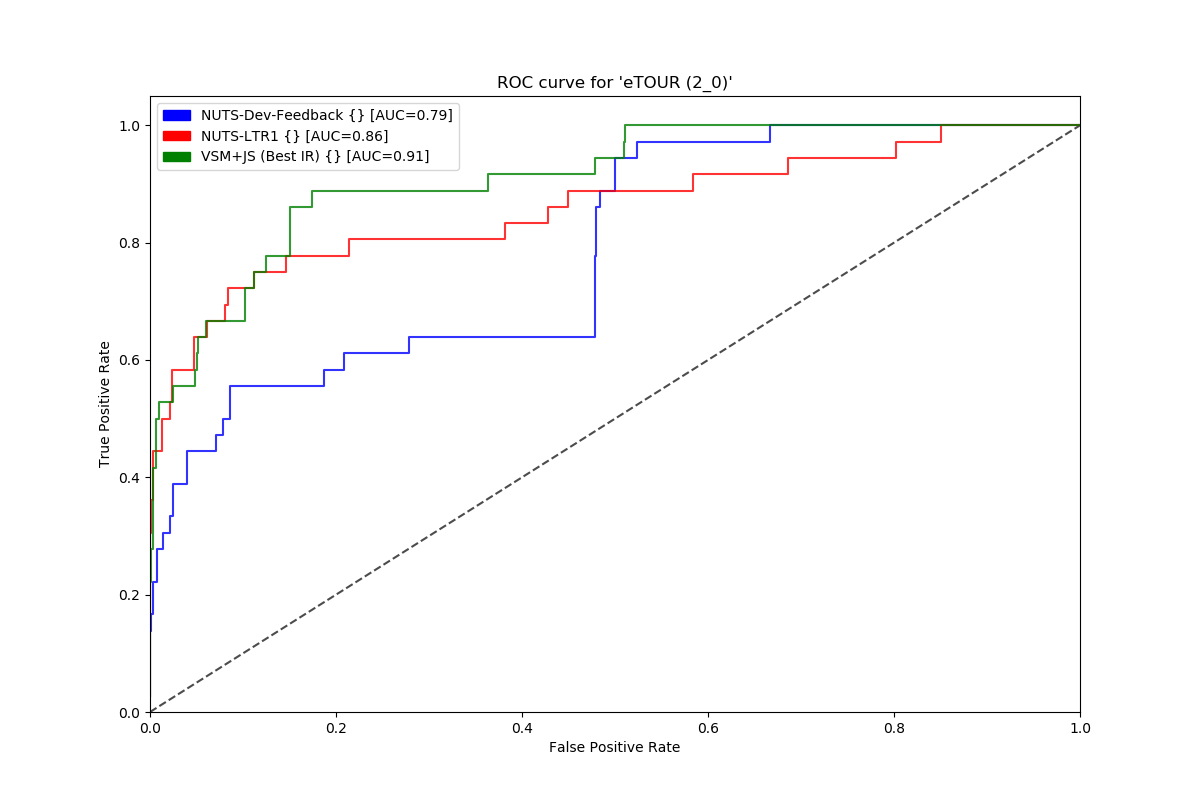 ROC curve for 'eTOUR (2_0)'
NUTS-Dev-Feedback {} [AUC=0.79]
NUTS-LTR1 {} [AUC=0.86]
VSM+JS (Best IR) {} [AUC=0.91]
1.0
0.8
0.6
0.4
0.2
0.0
True Positive Rate
0.0 0.2 0.4 0.6 0.8 1.0
False Positive Rate